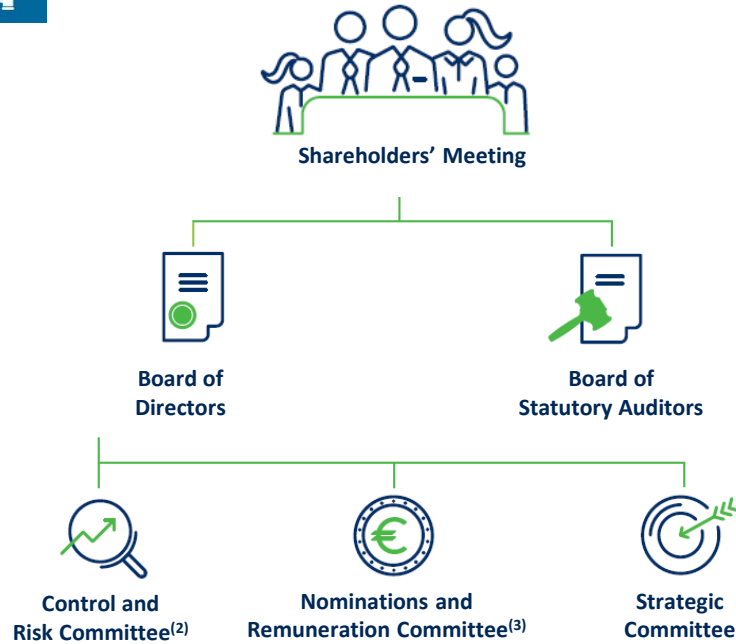 Shareholders’ Meeting
Board of
Directors
Board of
Statutory Auditors
Control and
Risk Committee(2)
Nominations and
Remuneration Committee(3)
Strategic
Committee